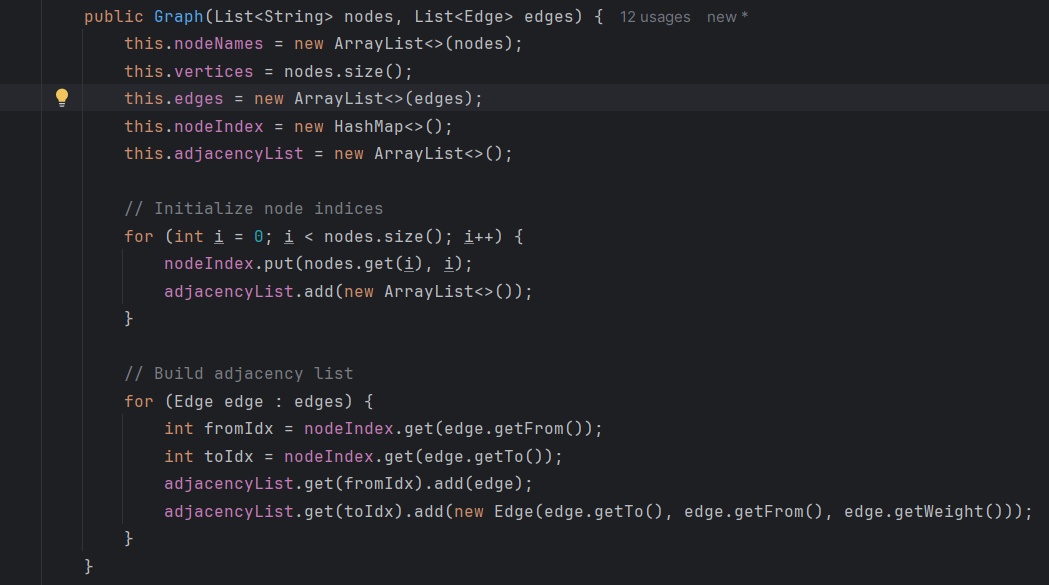 public Graph(List<String> nodes, List<Edge> edges) { 12 usages new *
this.nodeNames = new ArrayList<>(nodes);
this.vertices = nodes.size();
this.edges = new ArrayList<>(edges);
this.nodeIndex = new HashMap<>();
this.adjacencyList = new ArrayList<>();
// Initialize node indices
for (int i = 0; i < nodes.size(); i++) {
nodeIndex.put(nodes.get(i), i);
adjacencyList.add(new ArrayList<>());
}
// Build adjacency list
for (Edge edge : edges) {
int fromIdx = nodeIndex.get(edge.getFrom());
int toIdx = nodeIndex.get(edge.getTo());
adjacencyList.get(fromIdx).add(edge);
adjacencyList.get(toIdx).add(new Edge(edge.getTo(), edge.getFrom(), edge.getWeight()));
}
}